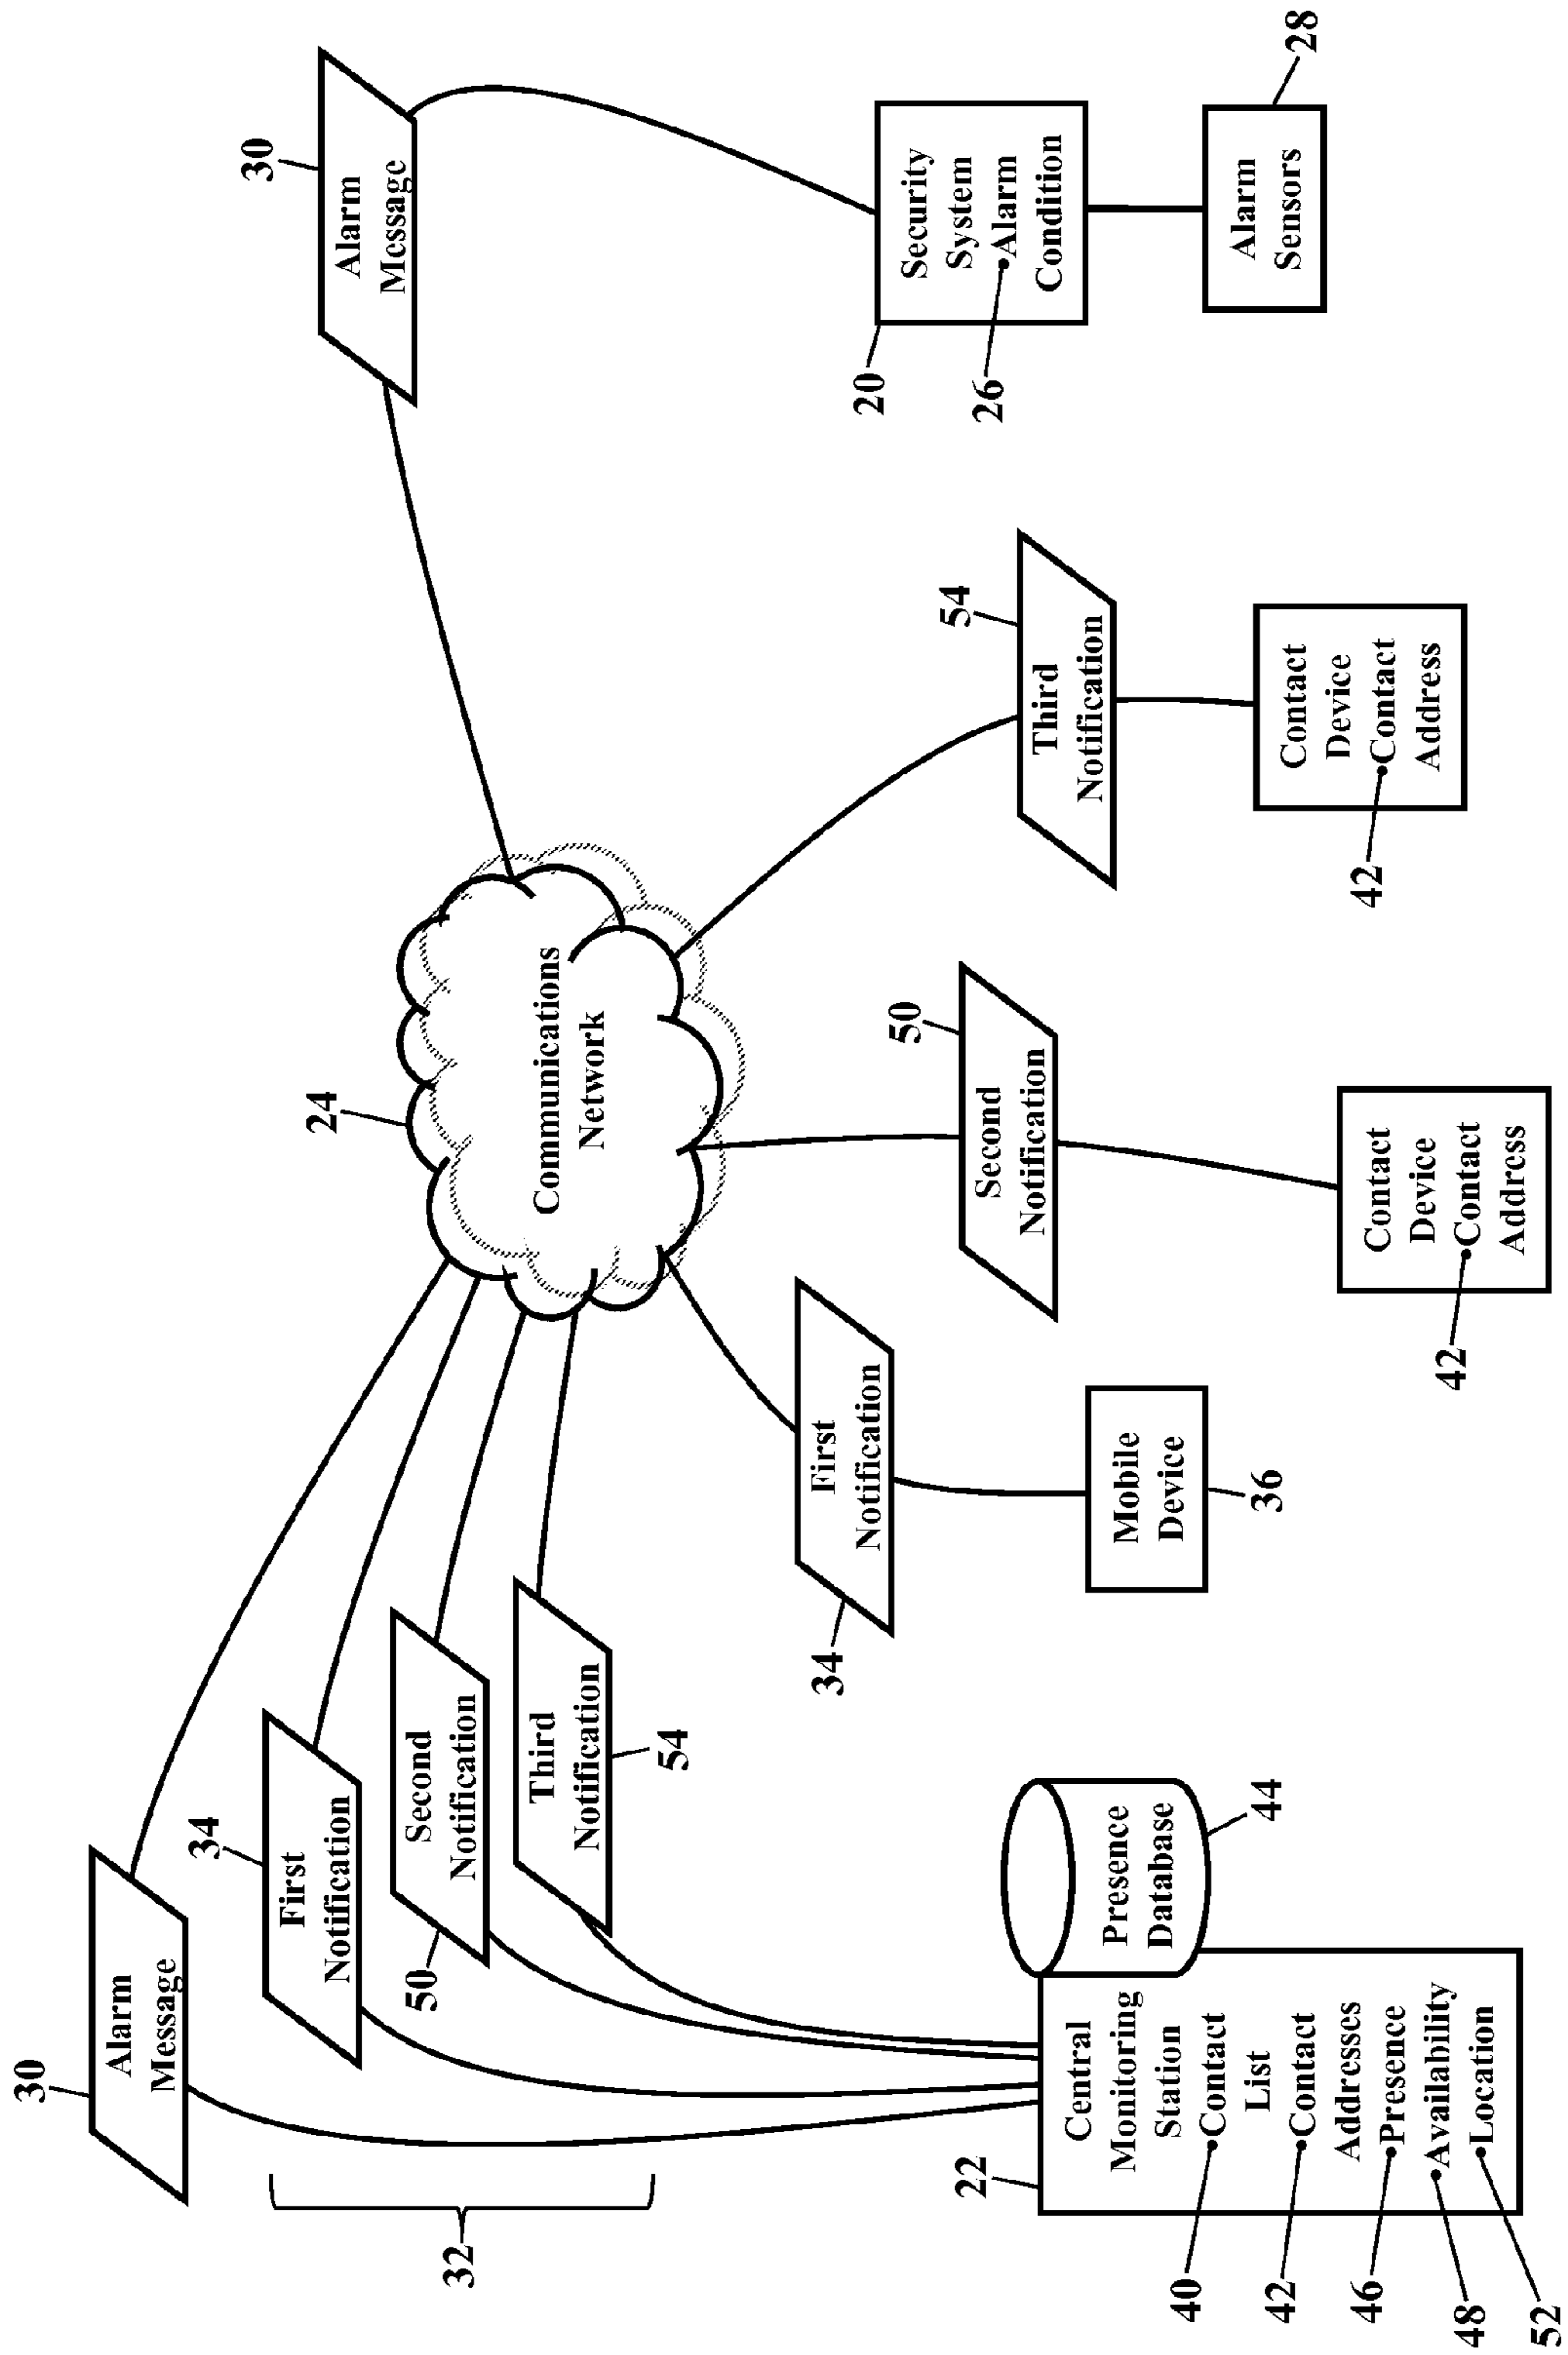 30
Alarm
Message
34
First
Notification
50
Second
Notification
Third
Notification
54
32
24
Communications
Network
30
Alarm
Message
22
Central
Monitoring
Station
40
•Contact
List
42
•Contact
Addresses
46
•Presence
48
•Availability
52
•Location
Presence
Database
44
34
First
Notification
Mobile
Device
36
50
Second
Notification
Contact
Device
42
•Contact
Address
54
Third
Notification
Contact
Device
42
•Contact
Address
20
Security
System
26
•Alarm
Condition
Alarm
Sensors
28